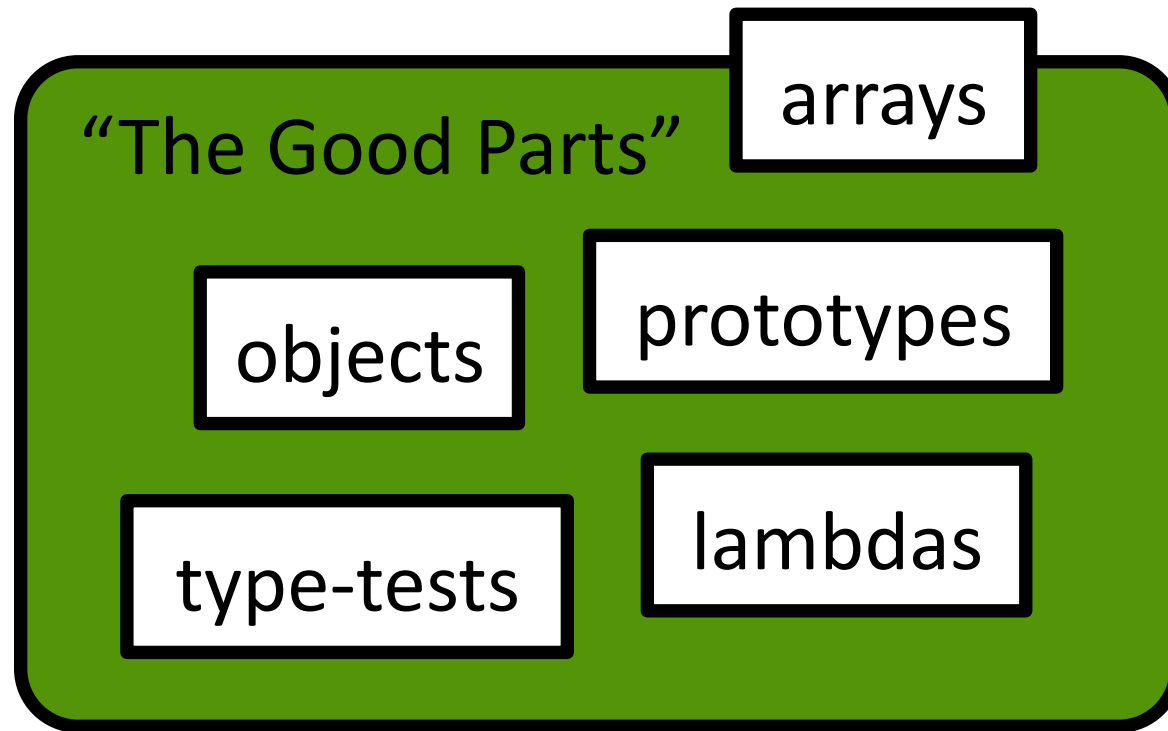 arrays
“The Good Parts”
prototypes
objects
lambdas
type-tests